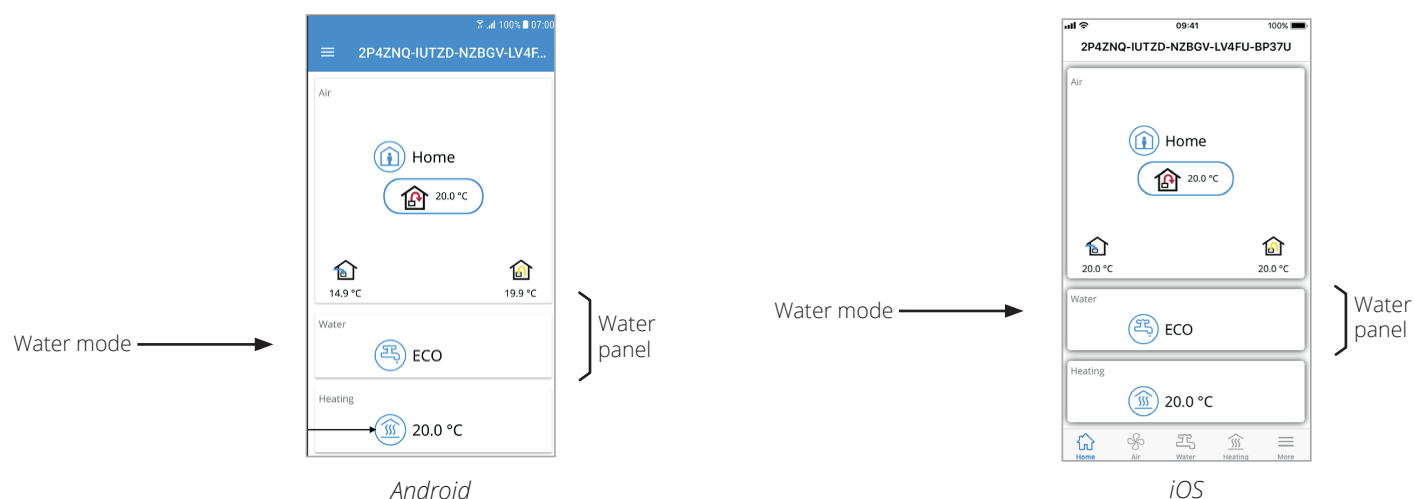 100% 07:00
2P4ZNQ-IUTZD-NZBGV-LV4F...
Air
Home
20.0 °C
14.9 °C
19.9 °C
Water
ECO
Heating
20.0 °C
Water mode
Water
panel
Android
09:41
100%
2P4ZNQ-IUTZD-NZBGV-LV4FU-BP37U
Air
Home
20.0 °C
20.0 °C
20.0 °C
Water
ECO
Heating
20.0 °C
Home
Air
Water
Heating
More
Water mode
Water
panel
iOS